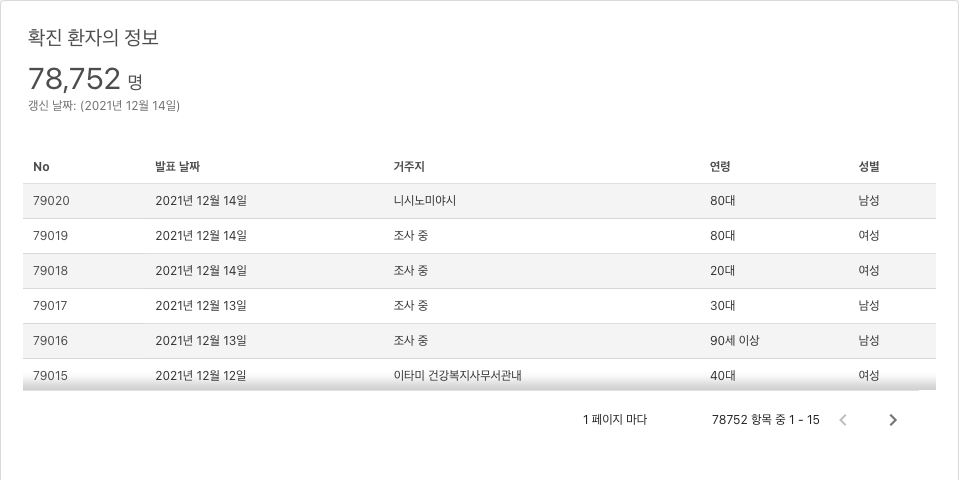 확진 환자의 정보
78,752 명
갱신 날짜: (2021년 12월 14일)
No 발표 날짜 거주지 연령 성별
79020 2021년 12월 14일 니시노미야시 80대 남성
79019 2021년 12월 14일 조사 중 80대 여성
79018 2021년 12월 14일 조사 중 20대 여성
79017 2021년 12월 13일 조사 중 30대 남성
79016 2021년 12월 13일 조사 중 90세 이상 남성
79015 2021년 12월 12일 이타미 건강복지사무서관내 40대 여성
1 페이지 마다 78752 항목 중 1 - 15